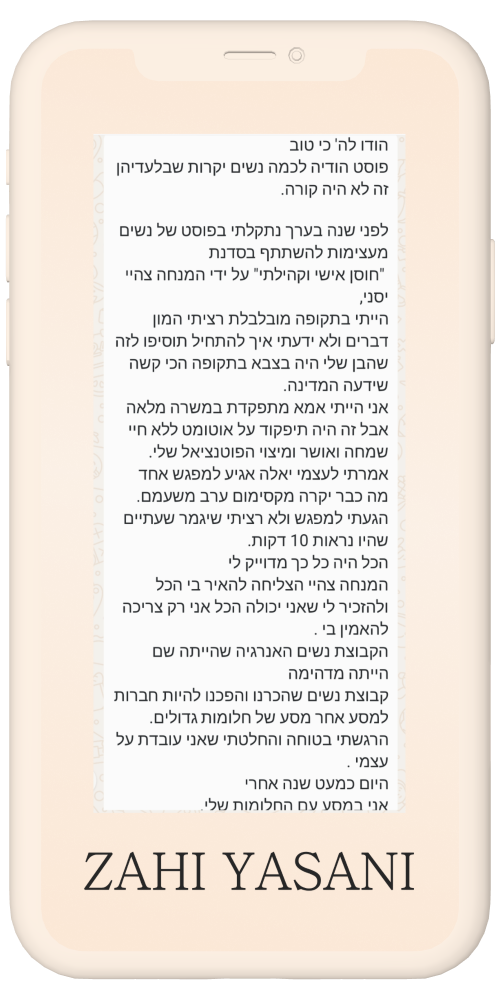 הודו לה' כי טוב
פוסט הודיה לכמה נשים יקרות שבלעדיהן
זה לא היה קורה.
לפני שנה בערך נתקלתי בפוסט של נשים
מעצימות להשתתף בסדנת
"חוסן אישי וקהילתי" על ידי המנחה צהיי
יסני,
הייתי בתקופה מובלבלת רציתי המון
דברים ולא ידעתי איך להתחיל תוסיפו לזה
שהבן שלי היה בצבא בתקופה הכי קשה
שידעה המדינה.
אני הייתי אמא מתפקדת במשרה מלאה
אבל זה היה תיפקוד על אוטומט ללא חיי
שמחה ואושר ומיצוי הפוטנציאל שלי.
אמרתי לעצמי יאלה אגיע למפגש אחד
מה כבר יקרה מקסימום ערב משעמם.
הגעתי למפגש ולא רציתי שיגמר שעתיים
שהיו נראות 10 דקות.
הכל היה כל כך מדוייק לי
המנחה צהיי הצליחה להאיר בי הכל
ולהזכיר לי שאני יכולה הכל אני רק צריכה
להאמין בי .
הקבוצת נשים האנרגיה שהייתה שם
הייתה מדהימה
קבוצת נשים שהכרנו והפכנו להיות חברות
למסע אחר מסע של חלומות גדולים.
הרגשתי בטוחה והחלטתי שאני עובדת על
עצמי .
היום כמעט שנה אחרי
אני במסע עם החלומות שלי.
ZAHI YASANI